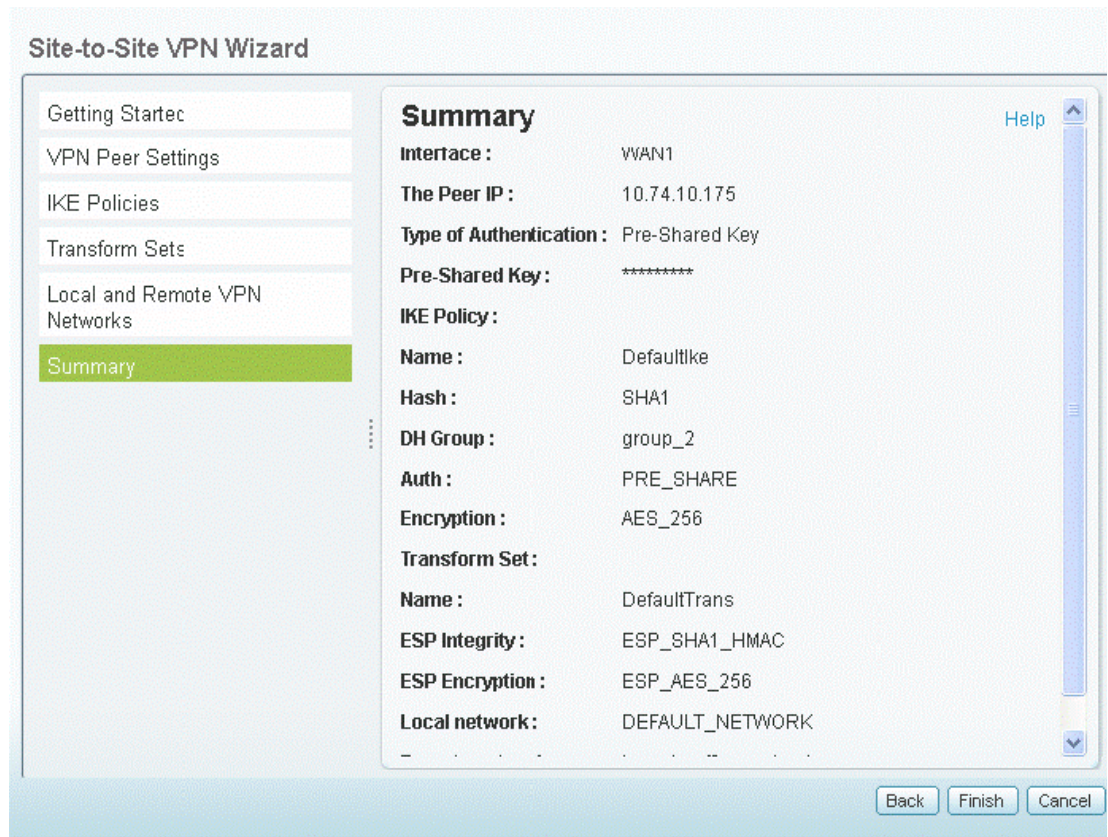 Site-to-Site VPN Wizard
Getting Started
VPN Peer Settings
IKE Policies
Transform Sets
Local and Remote VPN
Networks
Summary
Summary
Help
Interface :
WAN1
The Peer IP :
10.74.10.175
Type of Authentication :
Pre-Shared Key
Pre-Shared Key :
*********
IKE Policy :
Name :
DefaultIke
Hash :
SHA1
DH Group :
group_2
Auth :
PRE_SHARE
Encryption :
AES_256
Transform Set :
Name :
DefaultTrans
ESP Integrity :
ESP_SHA1_HMAC
ESP Encryption :
ESP_AES_256
Local network :
DEFAULT_NETWORK
Back
Finish
Cancel